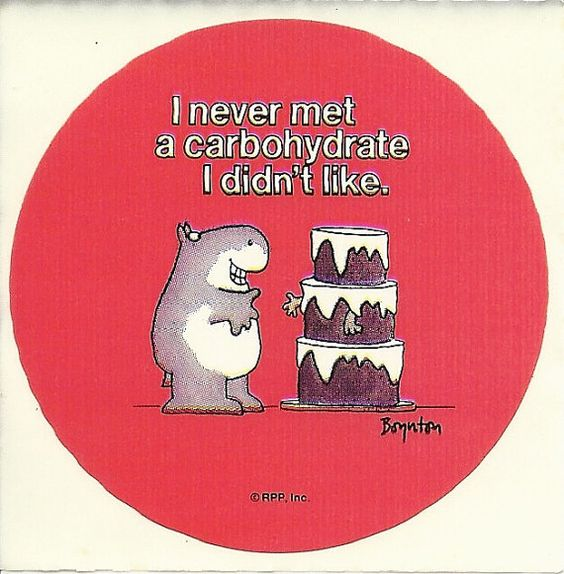 I never met
a carbohydrate
I didn't like.
Boynton
© RPP, Inc.